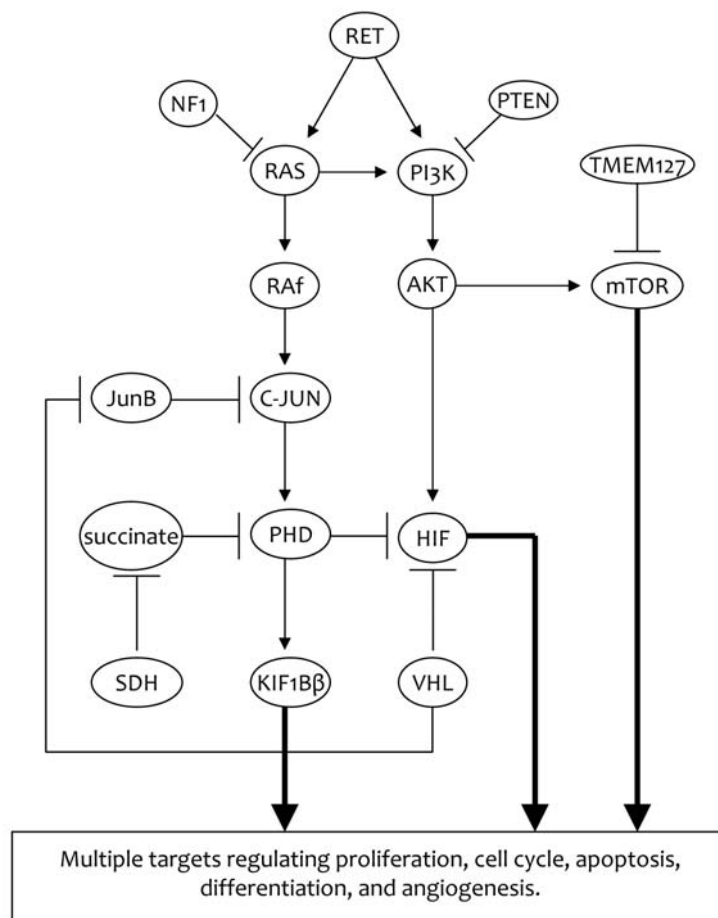 RET
NF1
PTEN
RAS
PI3K
TMEM127
RAf
AKT
mTOR
JunB
C-JUN
succinate
PHD
HIF
SDH
KIF1Bβ
VHL
Multiple targets regulating proliferation, cell cycle, apoptosis,
differentiation, and angiogenesis.